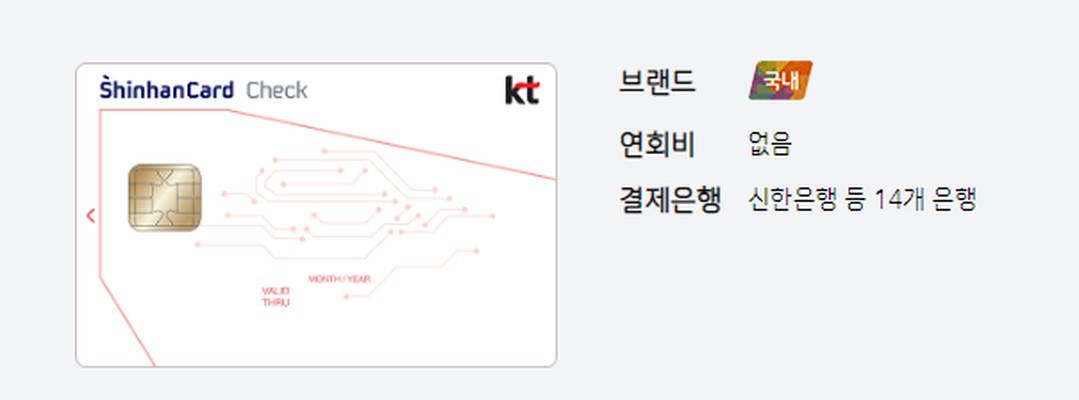 ShinhanCard Check
kt
VALID
THRU
MONTH / YEAR
브랜드 국내
연회비 없음
결제은행 신한은행 등 14개 은행